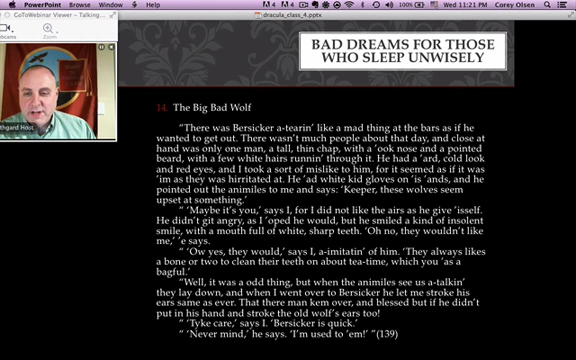 Mac
Window
Help
100%
Wed 11:21 PM
Corey Olsen
GoToWebinar Viewer – Talking...
dracula_class_4.pptx
Zoom
BAD DREAMS FOR THOSE
WHO SLEEP UNWISELY
14. The Big Bad Wolf
"There was Bersicker a-tearin' like a mad thing at the bars as if he
wanted to get out. There wasn't much people about that day, and close at
hand was only one man, a tall, thin chap, with a 'ook nose and a pointed
beard, with a few white hairs runnin' through it. He had a 'ard, cold look
and red eyes, and I took a sort of mislike to him, for it seemed as if it was
'im as they was hirritated at. He 'ad white kid gloves on 'is 'ands, and he
pointed out the animiles to me and says: 'Keeper, these wolves seem
upset at something.'
" 'Maybe it's you,' says I, for I did not like the airs as he give 'isself.
He didn't git angry, as I 'oped he would, but he smiled a kind of insolent
smile, with a mouth full of white, sharp teeth. 'Oh no, they wouldn't like
me,' 'e says.
" 'Ow yes, they would,' says I, a-imitatin' of him. 'They always likes
a bone or two to clean their teeth on about tea-time, which you 'as a
bagful.'
"Well, it was a odd thing, but when the animiles see us a-talkin'
they lay down, and when I went over to Bersicker he let me stroke his
ears same as ever. That there man kem over, and blessed but if he didn't
put in his hand and stroke the old wolf's ears too!
" 'Tyke care,' says I. 'Bersicker is quick.'
" 'Never mind,' he says. 'I'm used to 'em!' "(139)